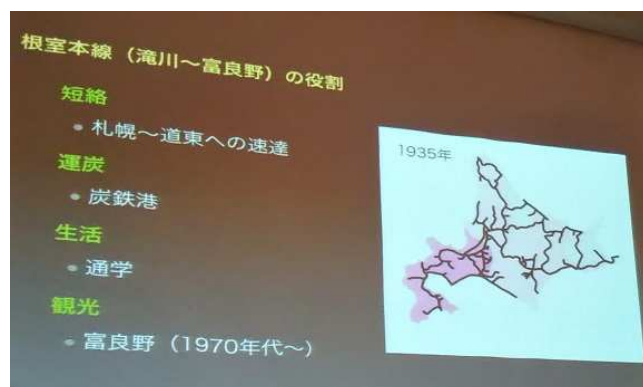 根室本線（滝川～富良野）の役割
短絡
• 札幌～道東への速達
運炭
• 炭鉄港
生活
• 通学
観光
• 富良野（1970年代～）
1935年